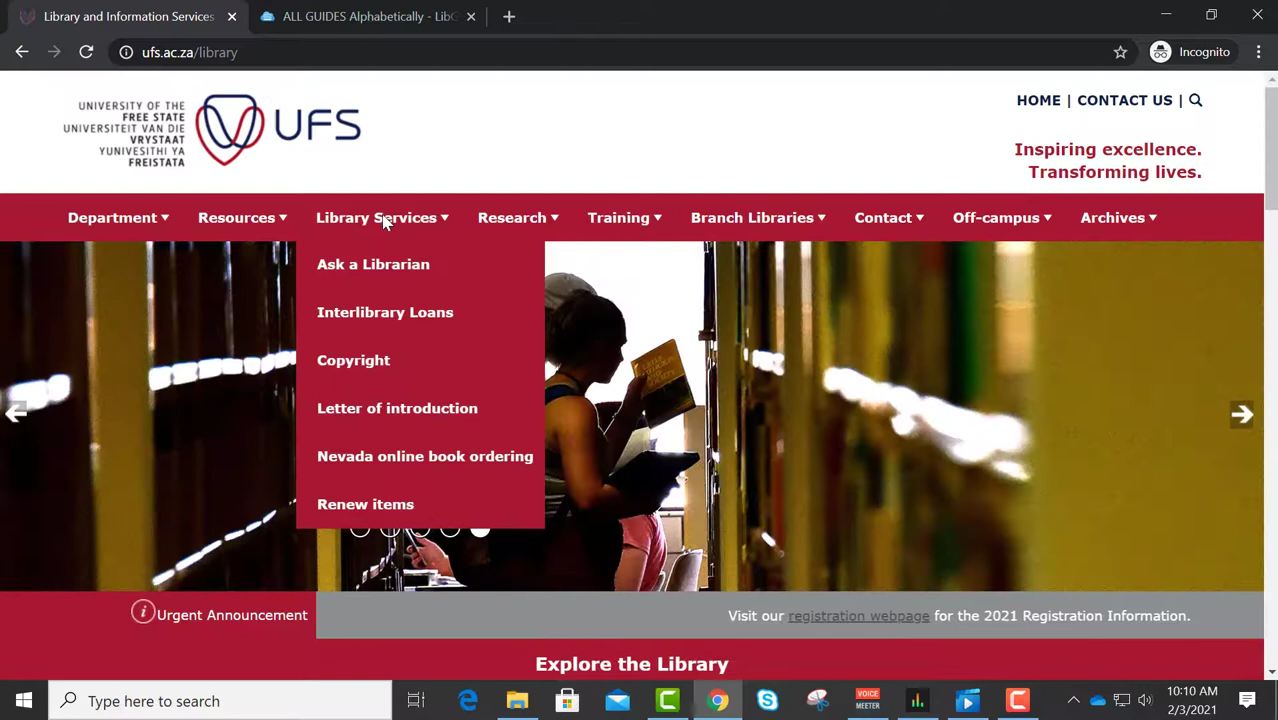 Library and Information Services
ALL GUIDES Alphabetically - LibG
ufs.ac.za/library
Incognito
UNIVERSITY OF THE
FREE STATE
UNIVERSITEIT VAN DIE
VRYSTAAT
YUNIVESITHI YA
FREISTATA
UFS
HOME | CONTACT US |
Inspiring excellence.
Transforming lives.
Department Resources Library Services Research Training Branch Libraries Contact Off-campus Archives
Ask a Librarian
Interlibrary Loans
Copyright
Letter of introduction
Nevada online book ordering
Renew items
Urgent Announcement
Visit our registration webpage for the 2021 Registration Information.
Explore the Library
Type here to search
VOICE
MEETER
10:10 AM
2/3/2021